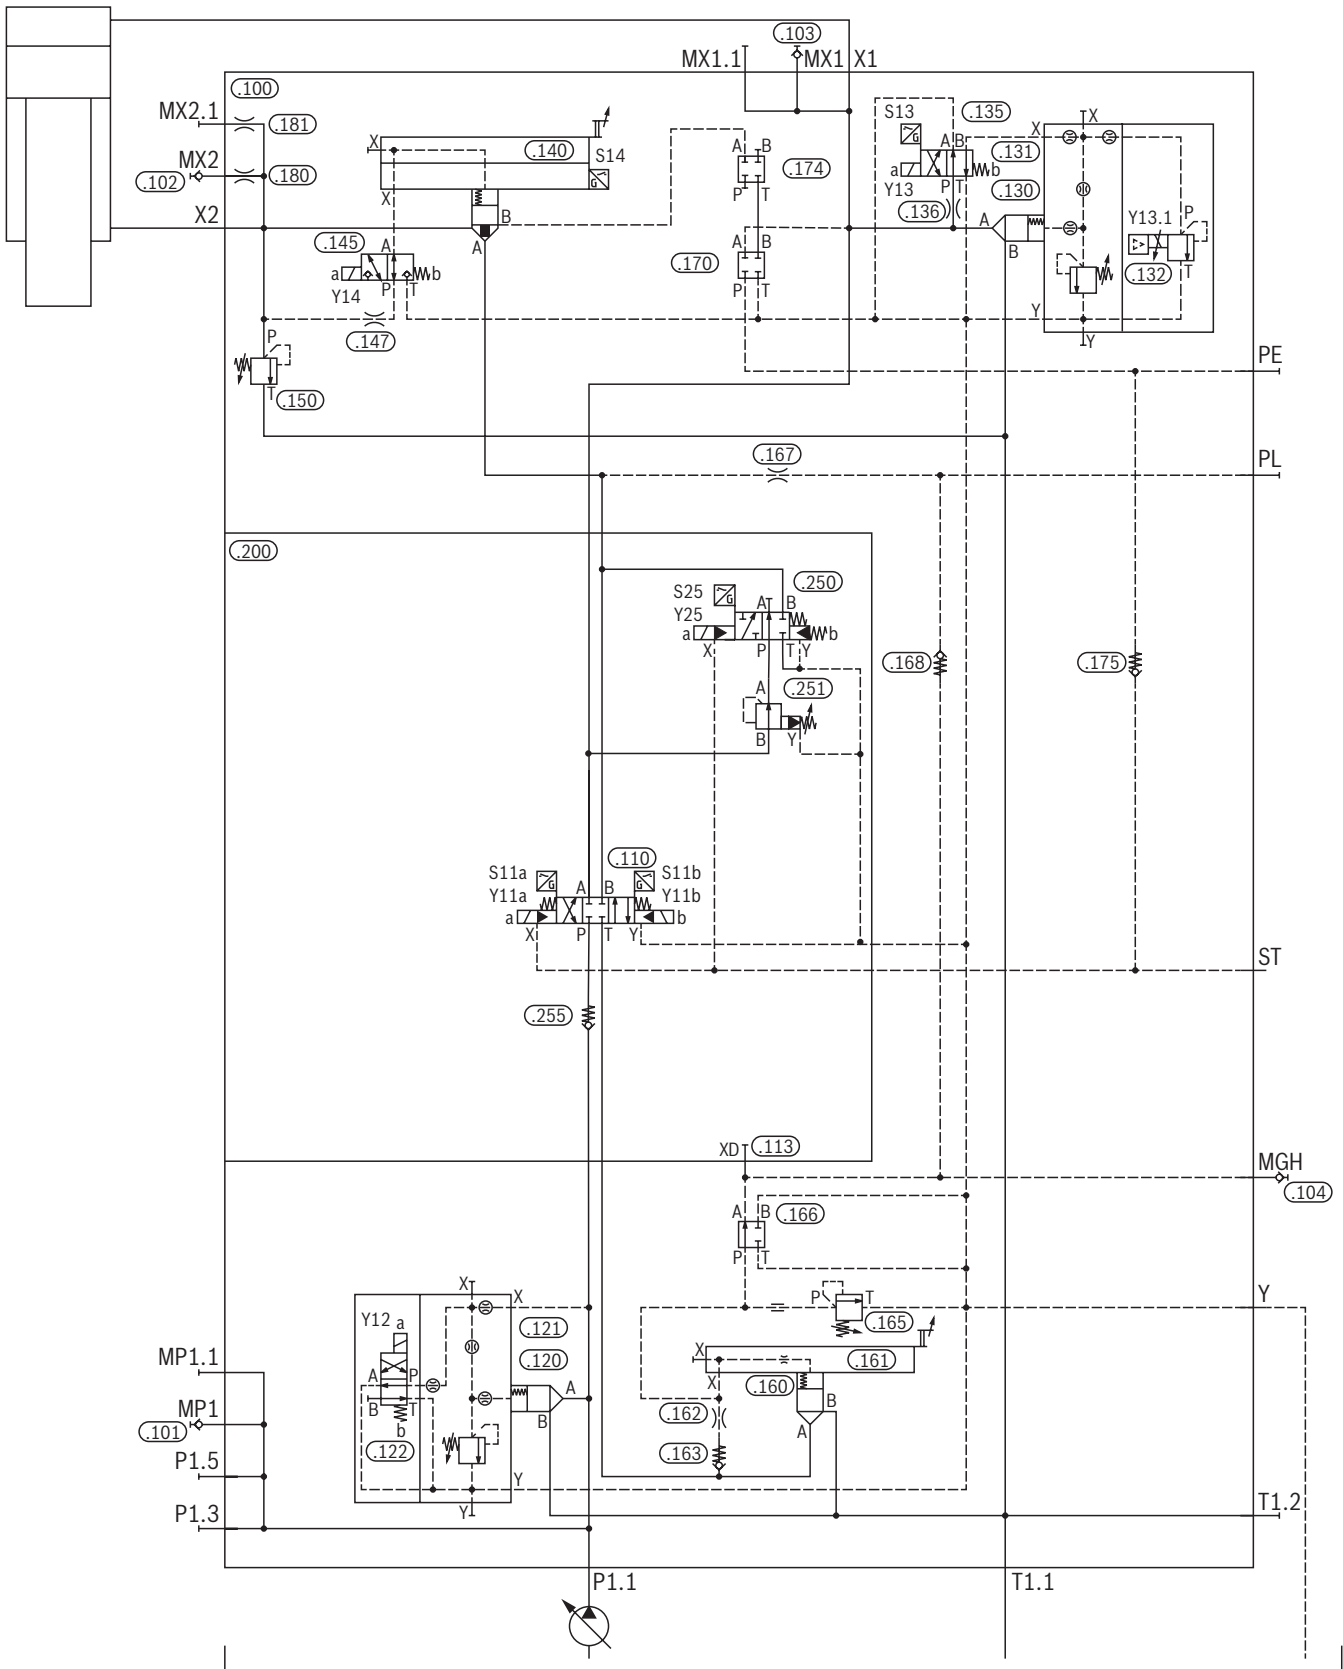 .103
MX1.1 MX1 X1
.100
MX2.1
.181
S13 .135
X X
.140
S14
A B
.174
P T
A B
.131
MX2
.102
.180
a b
Y13 P T
.130
X
.136
A
B
Y13.1 P
.132
T
X2
B
A
.145
A
a b
Y14 P T
.147
A B
.170
P T
Y
Y
P
T
.150
PE
.167
PL
.200
S25 .250
Y25 A B
a b
X P T Y
.168
.175
A .251
B Y
S11a .110 S11b
Y11a A B Y11b
a b
X P T Y
ST
.255
XD .113
MGH
.104
A B .166
P T
X X
Y12 a
.121
P T
.165
Y
MP1.1
A P
B T
b
.122
.120
A
B
X
.161
X
.160
B
A
MP1
.101
.162
.163
P1.5
Y
Y
P1.3
T1.2
P1.1 T1.1